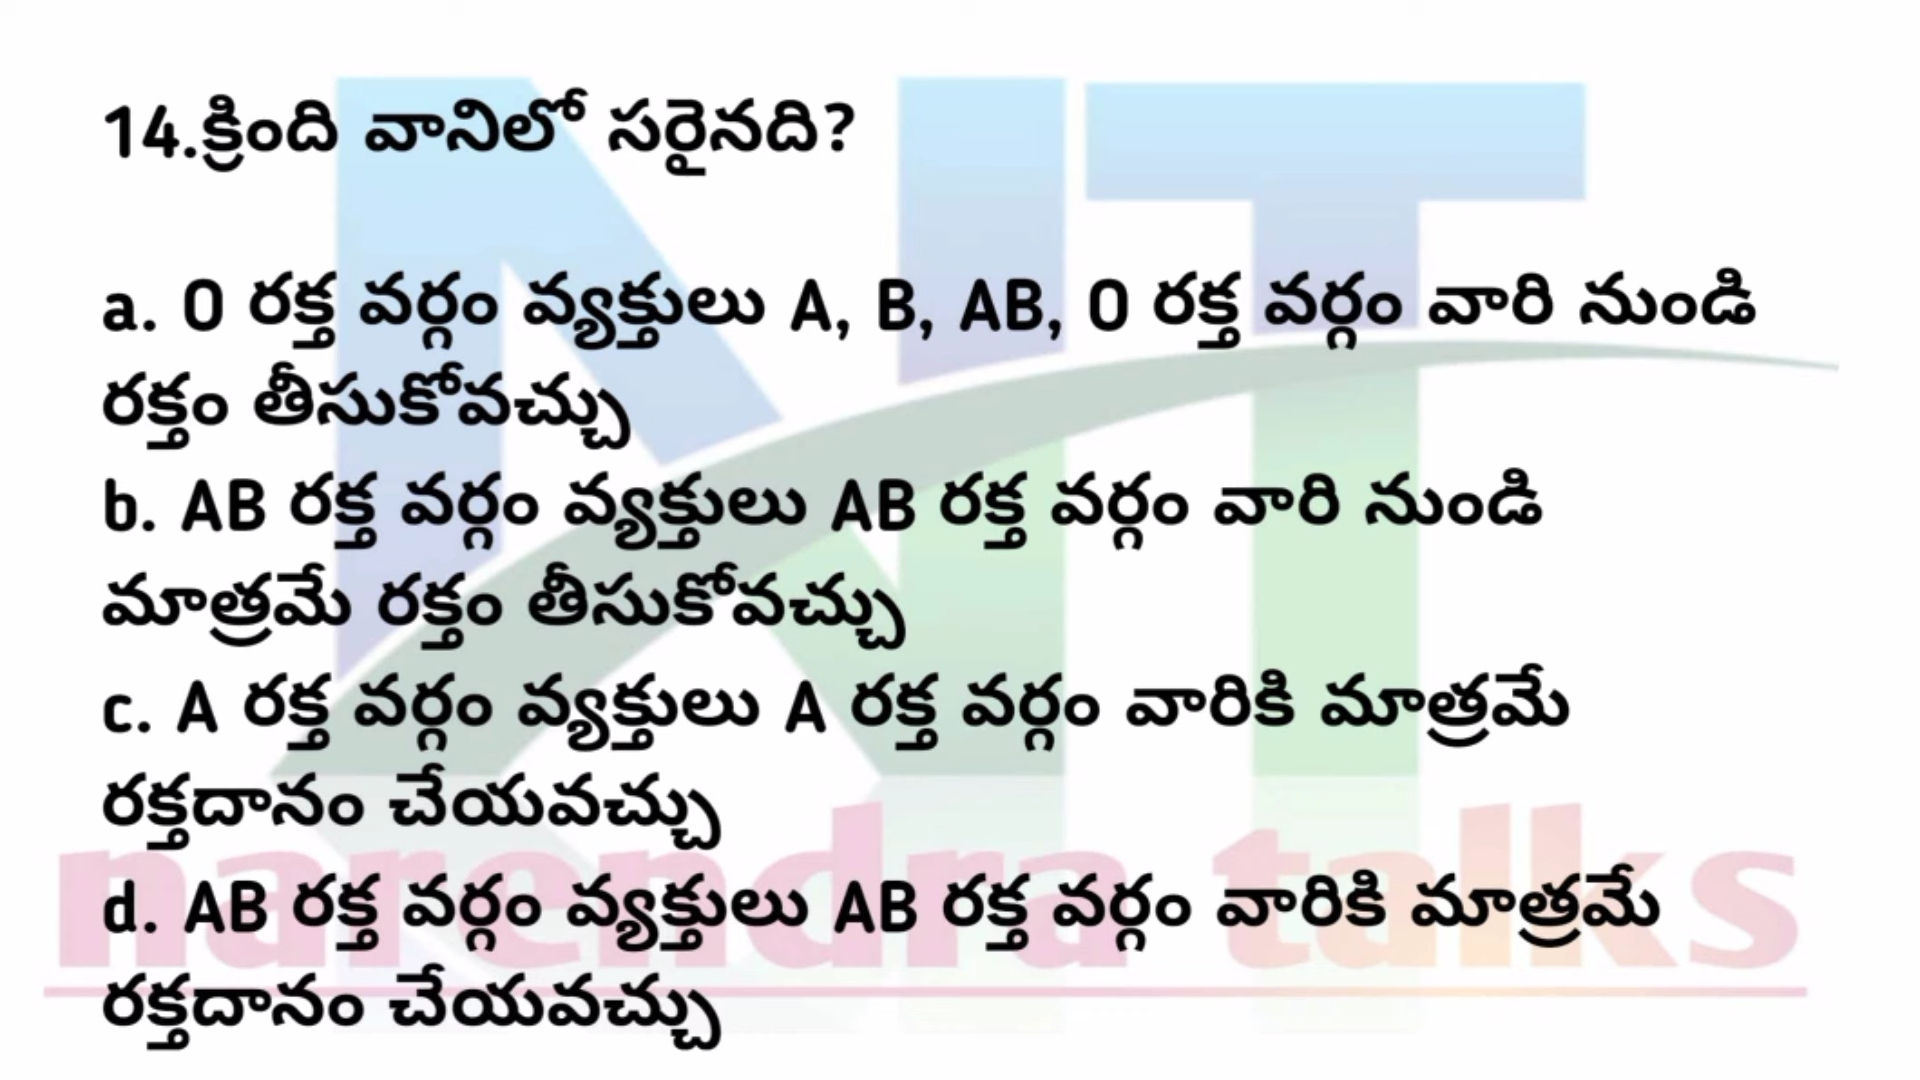 14.క్రింది వానిలో సరైనది?
a. O రక్త వర్గం వ్యక్తులు A, B, AB, O రక్త వర్గం వారి నుండి
రక్తం తీసుకోవచ్చు
b. AB రక్త వర్గం వ్యక్తులు AB రక్త వర్గం వారి నుండి
మాత్రమే రక్తం తీసుకోవచ్చు
c. A రక్త వర్గం వ్యక్తులు A రక్త వర్గం వారికి మాత్రమే
రక్తదానం చేయవచ్చు
d. AB రక్త వర్గం వ్యక్తులు AB రక్త వర్గం వారికి మాత్రమే
రక్తదానం చేయవచ్చు
NT
narendra talks